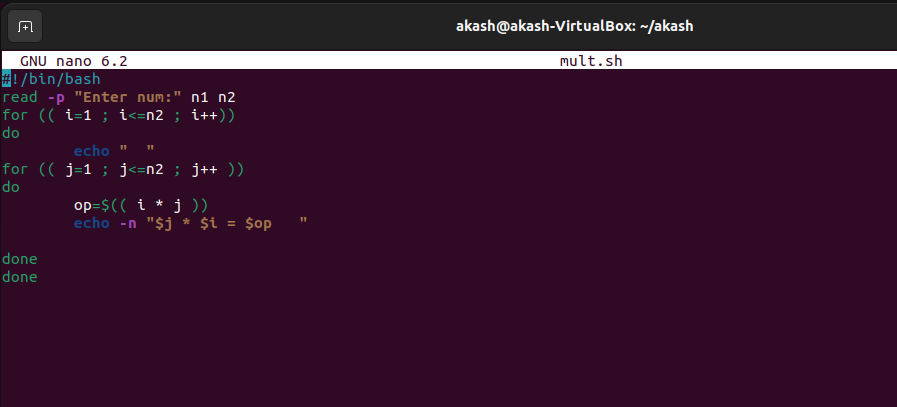 akash@akash-VirtualBox: ~/akash
GNU nano 6.2 mult.sh
#!/bin/bash
read -p "Enter num:" n1 n2
for (( i=1 ; i<=n2 ; i++))
do
        echo "  "
for (( j=1 ; j<=n2 ; j++ ))
do
        op=$(( i * j ))
        echo -n "$j * $i = $op   "
done
done